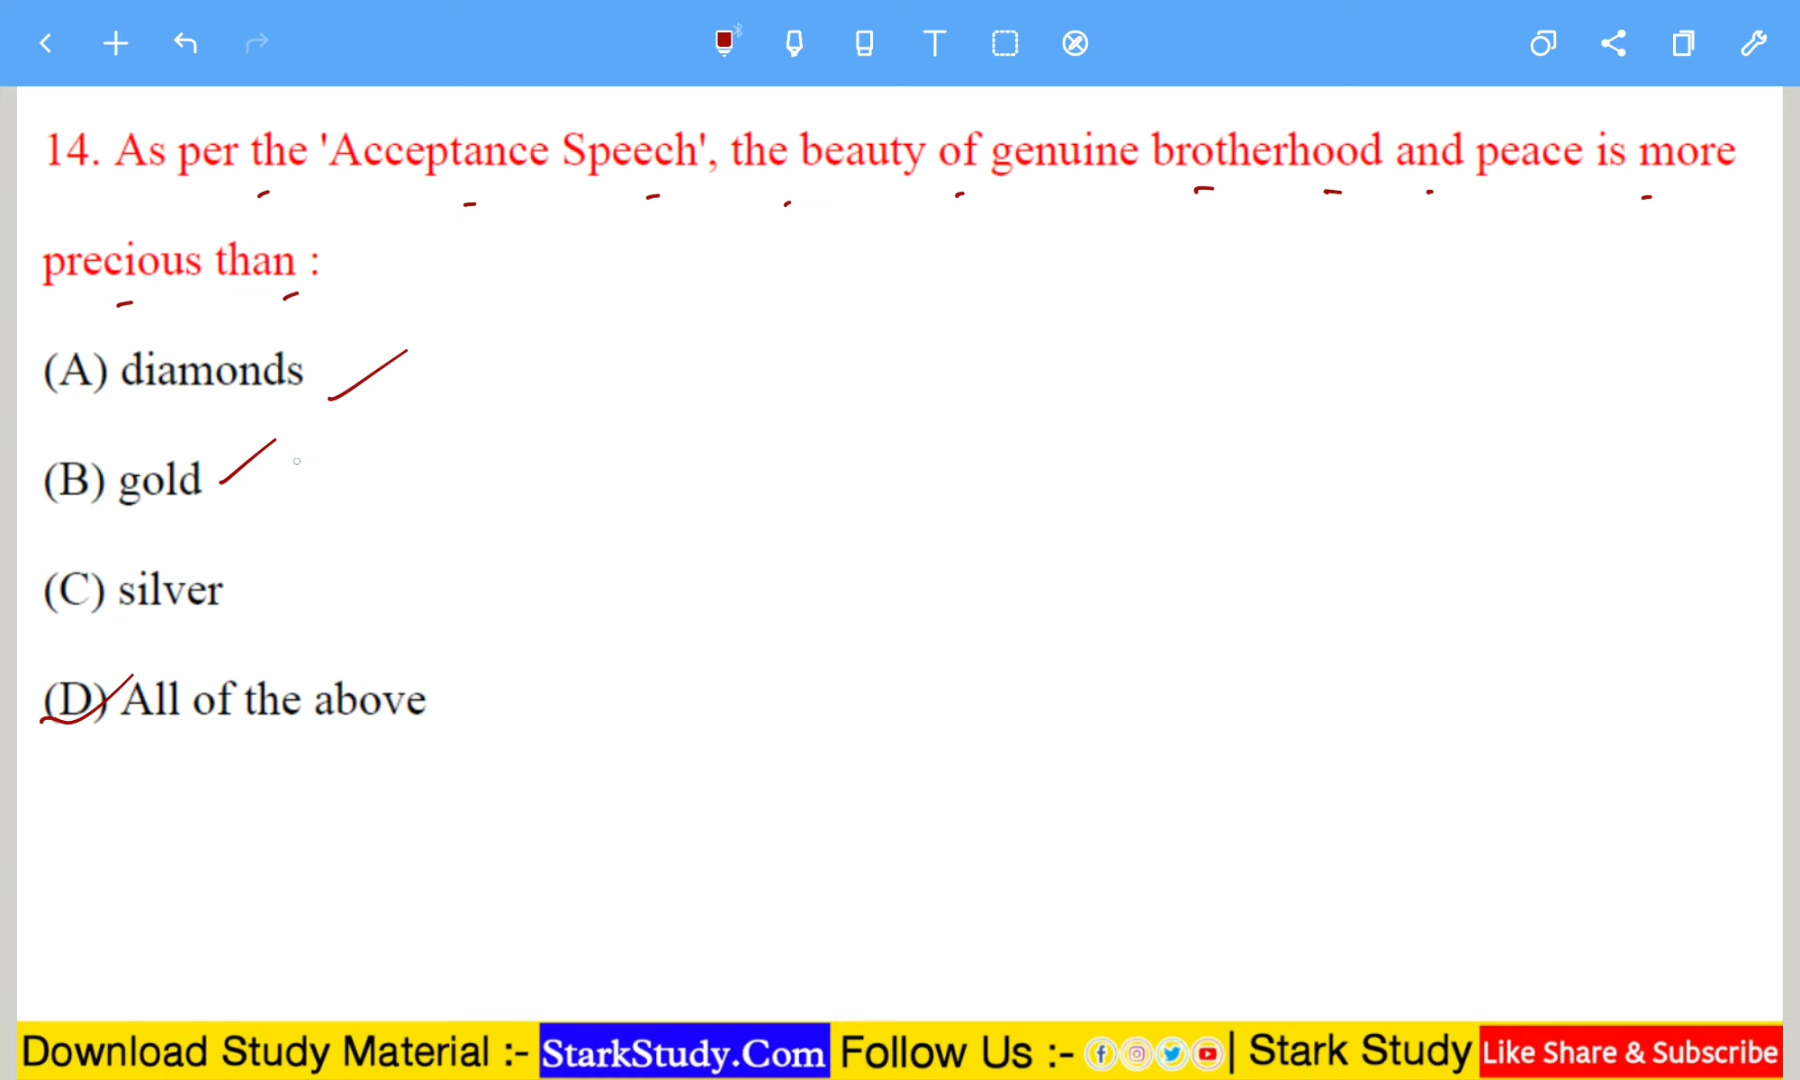 14. As per the 'Acceptance Speech', the beauty of genuine brotherhood and peace is more
precious than :
(A) diamonds
(B) gold
(C) silver
(D) All of the above
Download Study Material :- StarkStudy.Com Follow Us :- | Stark Study Like Share & Subscribe